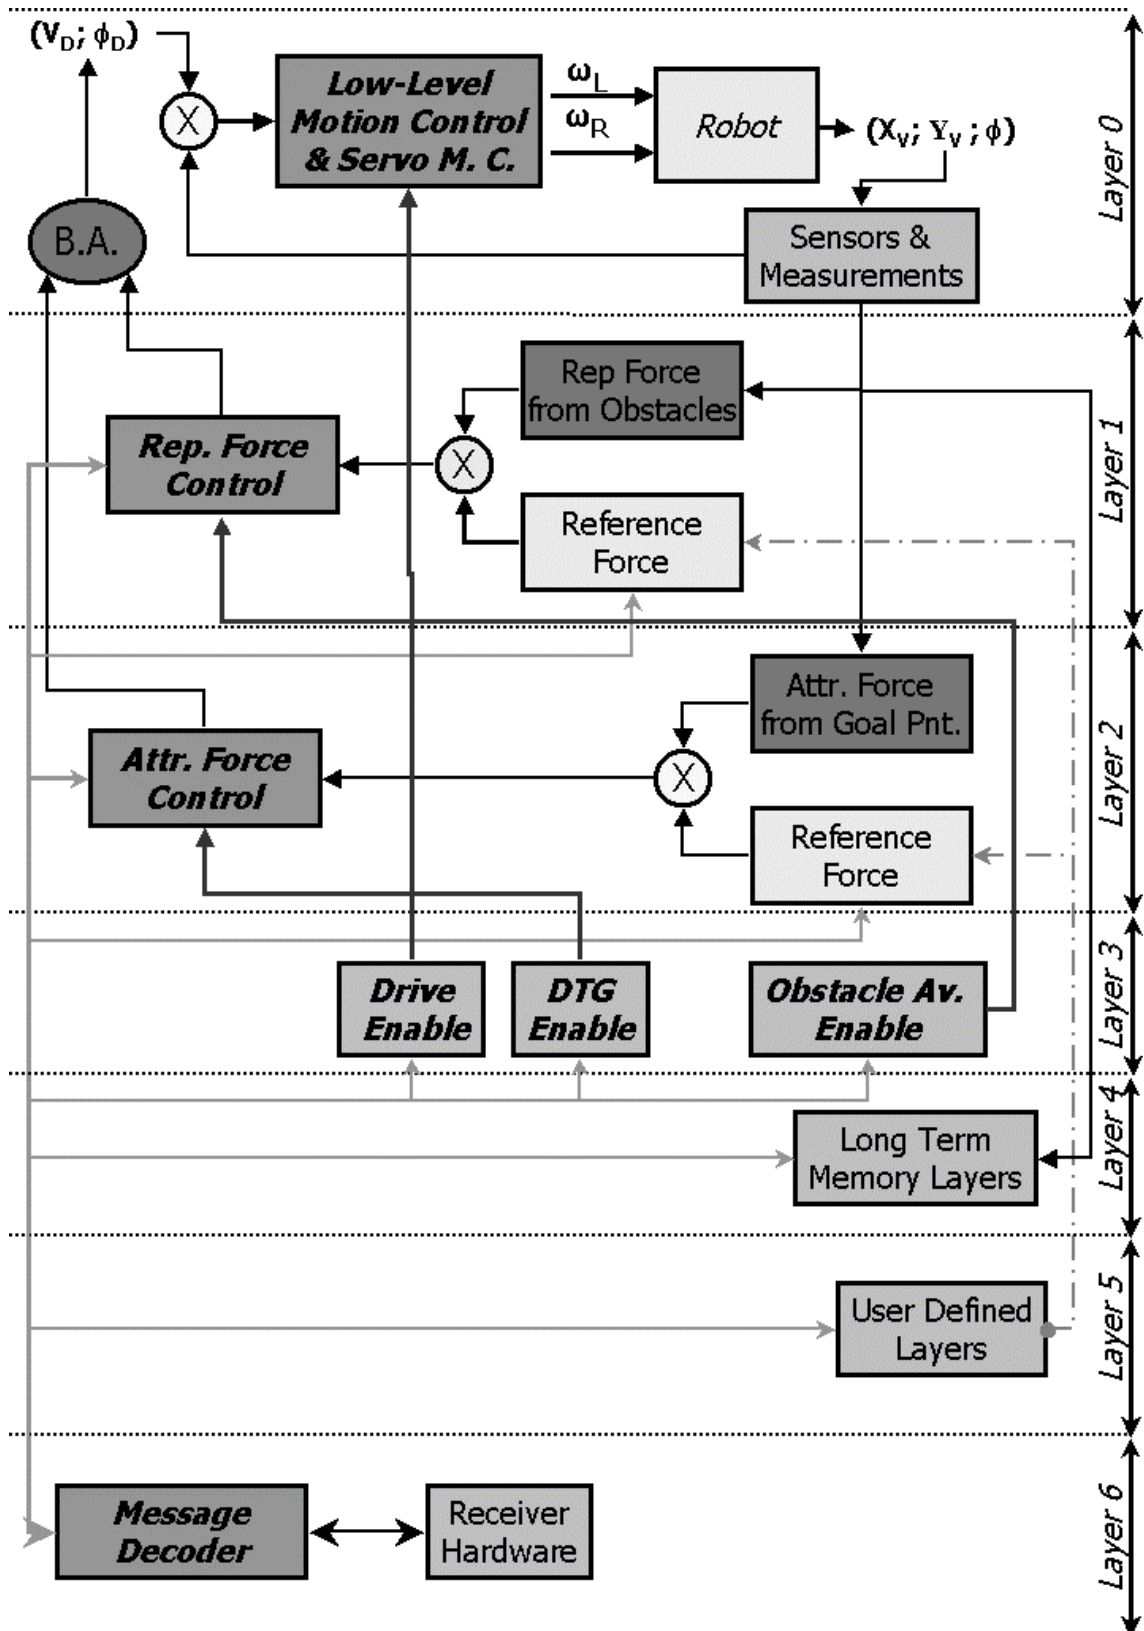 (V_D; ϕ_D)
X
Low-Level
Motion Control
& Servo M. C.
ω_L
ω_R
Robot
(X_v; Y_v; ϕ)
Layer 0
B.A.
Sensors &
Measurements
Rep Force
from Obstacles
Rep. Force
Control
X
Reference
Force
Layer 1
Attr. Force
from Goal Pnt.
Attr. Force
Control
X
Reference
Force
Layer 2
Drive
Enable
DTG
Enable
Obstacle Av.
Enable
Layer 3
Long Term
Memory Layers
Layer 4
User Defined
Layers
Layer 5
Message
Decoder
Receiver
Hardware
Layer 6